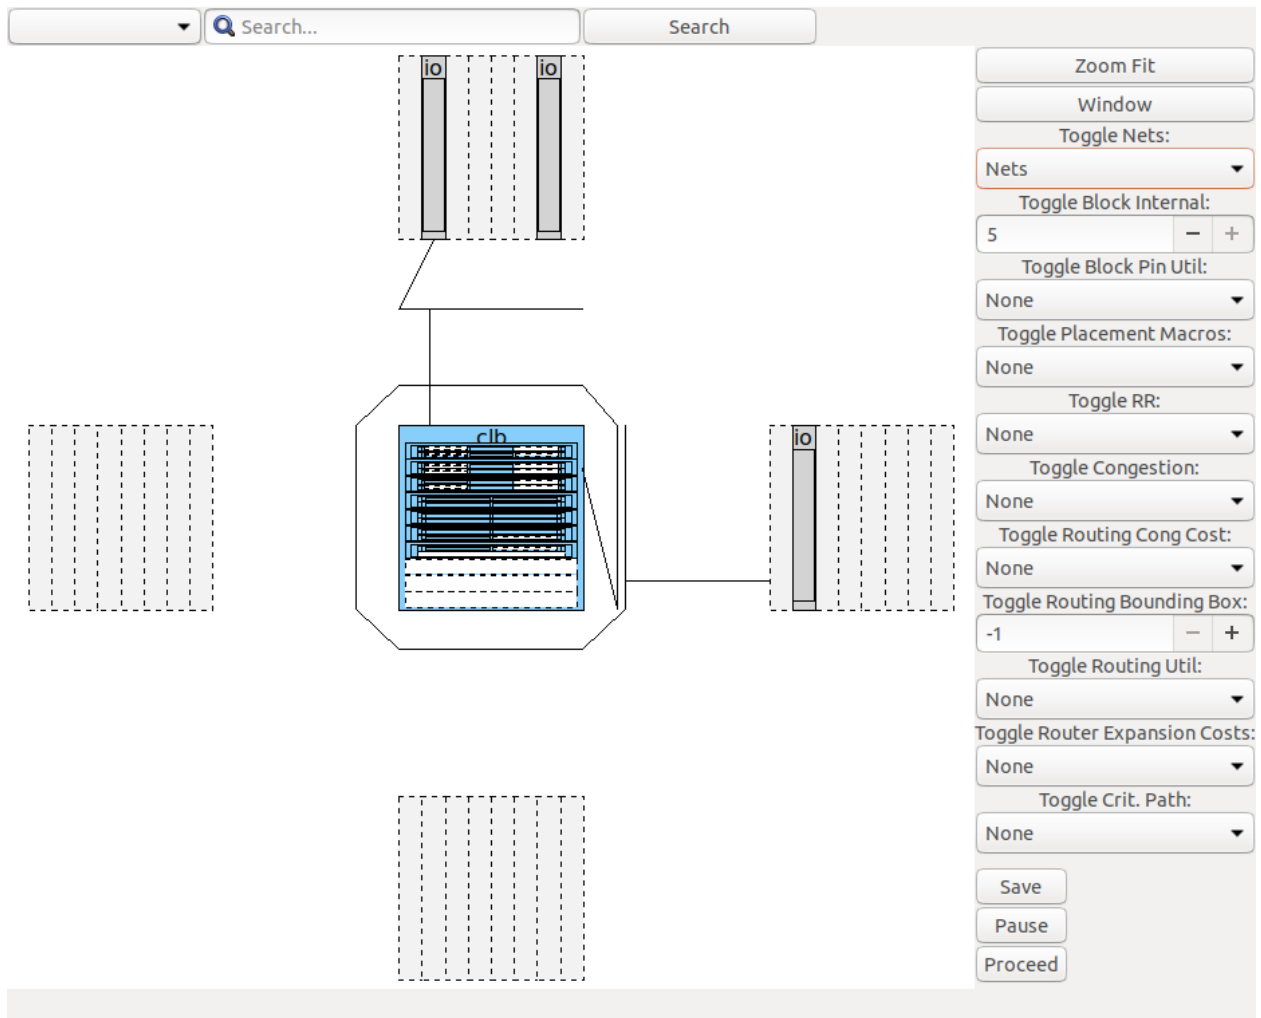 Search...
Search
io
io
Zoom Fit
Window
Toggle Nets:
Nets
Toggle Block Internal:
5 − +
Toggle Block Pin Util:
None
Toggle Placement Macros:
None
Toggle RR:
None
clb
io
Toggle Congestion:
None
Toggle Routing Cong Cost:
None
Toggle Routing Bounding Box:
-1 − +
Toggle Routing Util:
None
Toggle Router Expansion Costs:
None
Toggle Crit. Path:
None
Save
Pause
Proceed